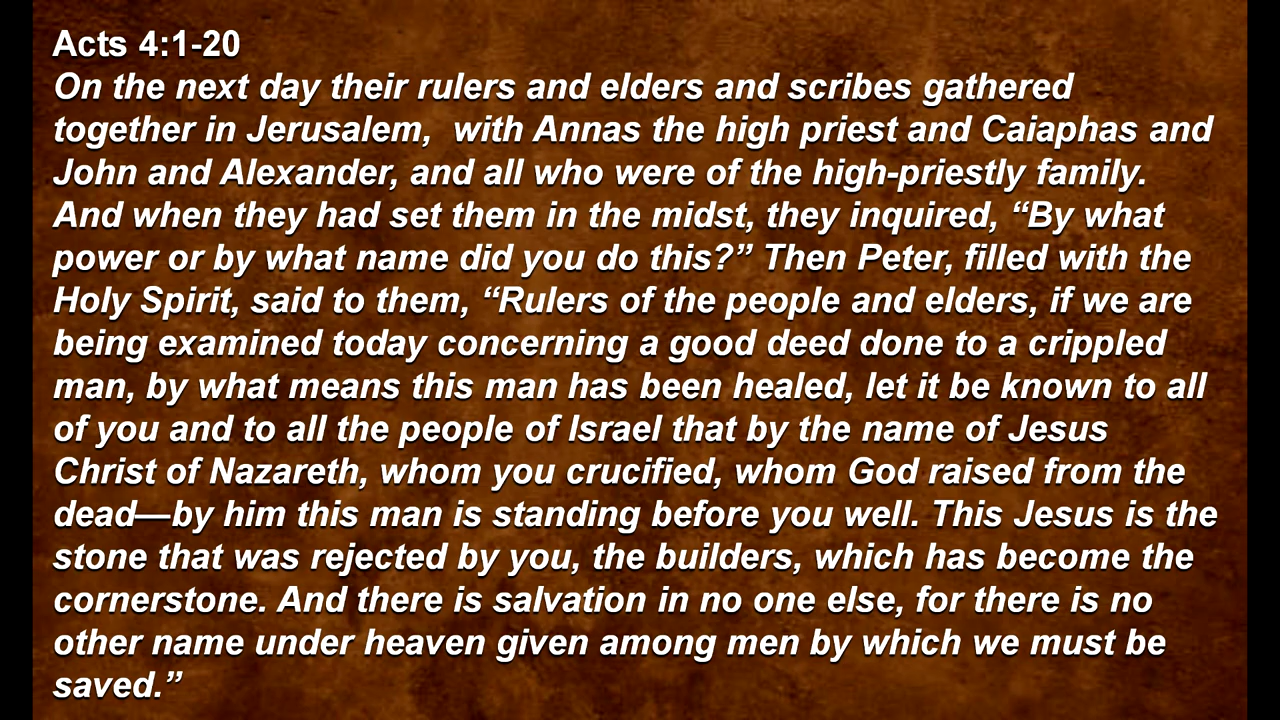 Acts 4:1-20
On the next day their rulers and elders and scribes gathered
together in Jerusalem,  with Annas the high priest and Caiaphas and
John and Alexander, and all who were of the high-priestly family.
And when they had set them in the midst, they inquired, “By what
power or by what name did you do this?” Then Peter, filled with the
Holy Spirit, said to them, “Rulers of the people and elders, if we are
being examined today concerning a good deed done to a crippled
man, by what means this man has been healed, let it be known to all
of you and to all the people of Israel that by the name of Jesus
Christ of Nazareth, whom you crucified, whom God raised from the
dead—by him this man is standing before you well. This Jesus is the
stone that was rejected by you, the builders, which has become the
cornerstone. And there is salvation in no one else, for there is no
other name under heaven given among men by which we must be
saved.”